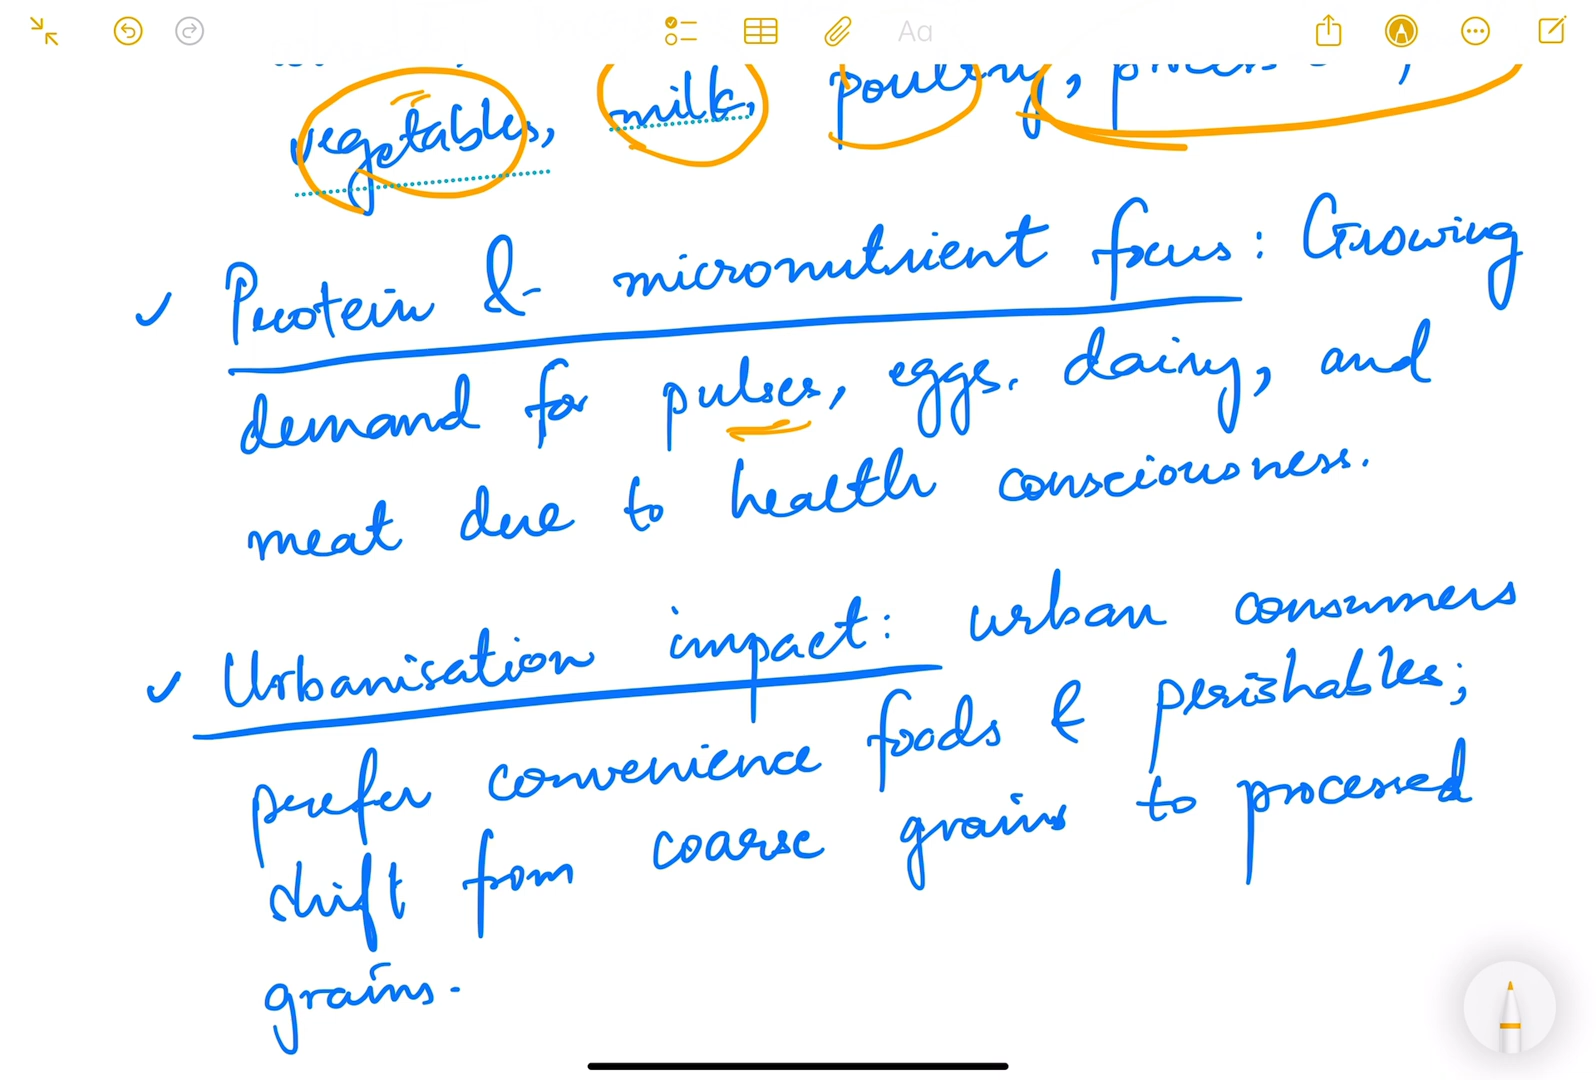 Aa
vegetables, milk, poultry,
✓ Protein & micronutrient focus: Growing
demand for pulses, eggs. dairy, and
meat due to health consciousness.
✓ Urbanisation impact: urban consumers
prefer convenience foods & perishables;
shift from coarse grains to processed
grains.